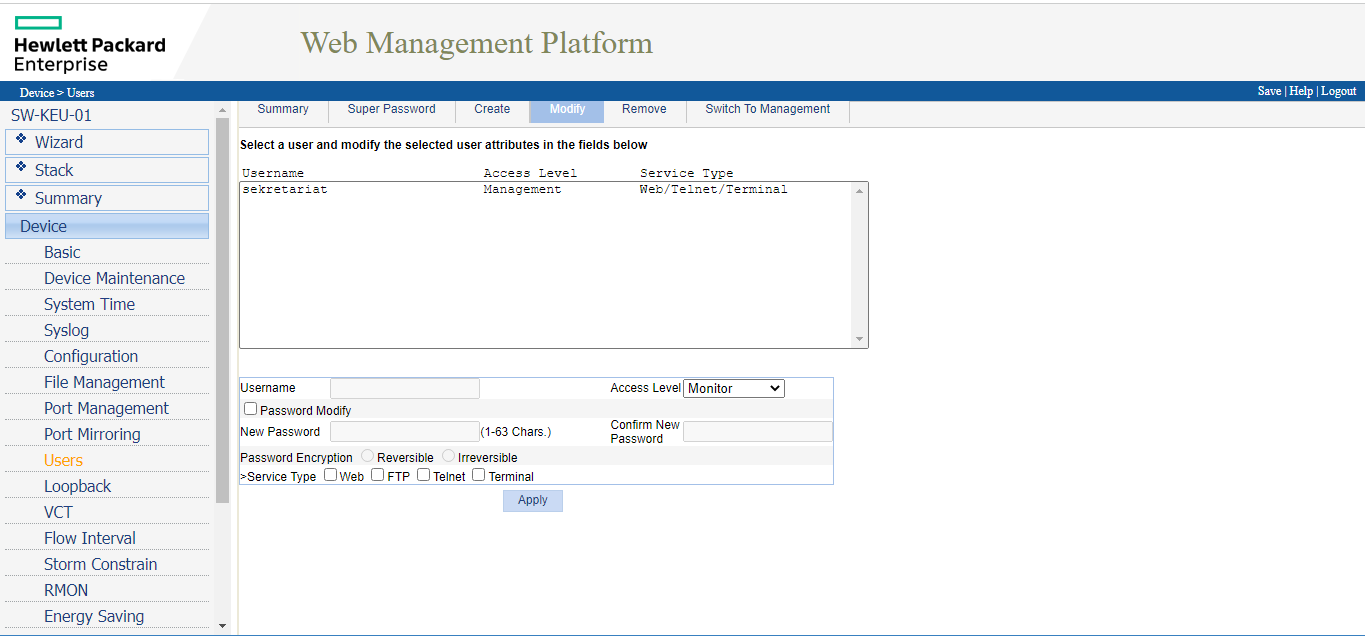 Hewlett Packard
Enterprise
Web Management Platform
Device > Users
Save | Help | Logout
SW-KEU-01
Wizard
Stack
Summary
Device
Basic
Device Maintenance
System Time
Syslog
Configuration
File Management
Port Management
Port Mirroring
Users
Loopback
VCT
Flow Interval
Storm Constrain
RMON
Energy Saving
Summary Super Password Create Modify Remove Switch To Management
Select a user and modify the selected user attributes in the fields below
Username Access Level Service Type
sekretariat Management Web/Telnet/Terminal
Username Access Level Monitor
Password Modify
New Password (1-63 Chars.) Confirm New
Password
Password Encryption Reversible Irreversible
>Service Type Web FTP Telnet Terminal
Apply